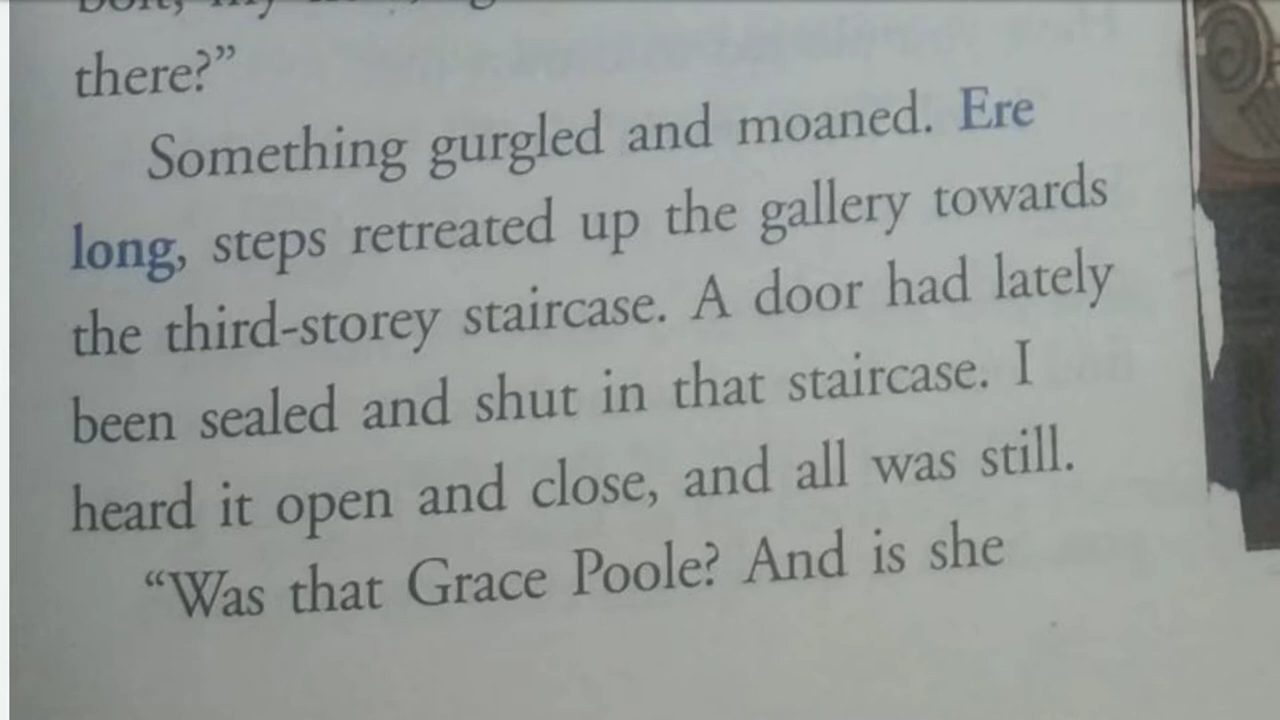 there?”
Something gurgled and moaned. Ere
long, steps retreated up the gallery towards
the third-storey staircase. A door had lately
been sealed and shut in that staircase. I
heard it open and close, and all was still.
“Was that Grace Poole? And is she